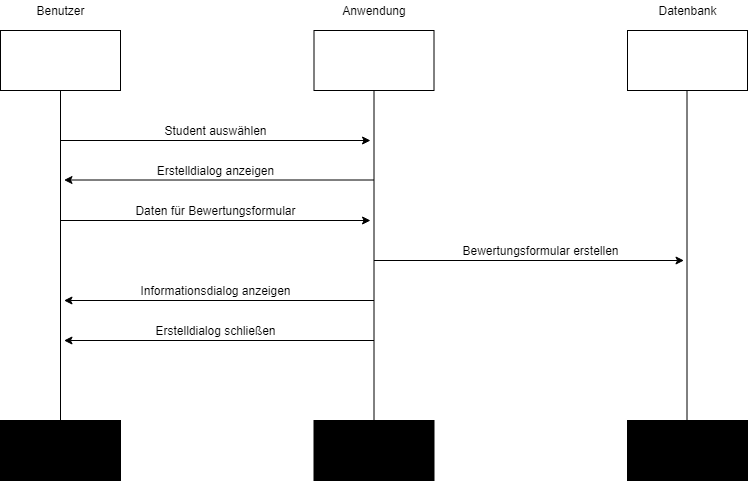 Benutzer
Anwendung
Datenbank
Student auswählen
Erstelldialog anzeigen
Daten für Bewertungsformular
Bewertungsformular erstellen
Informationsdialog anzeigen
Erstelldialog schließen